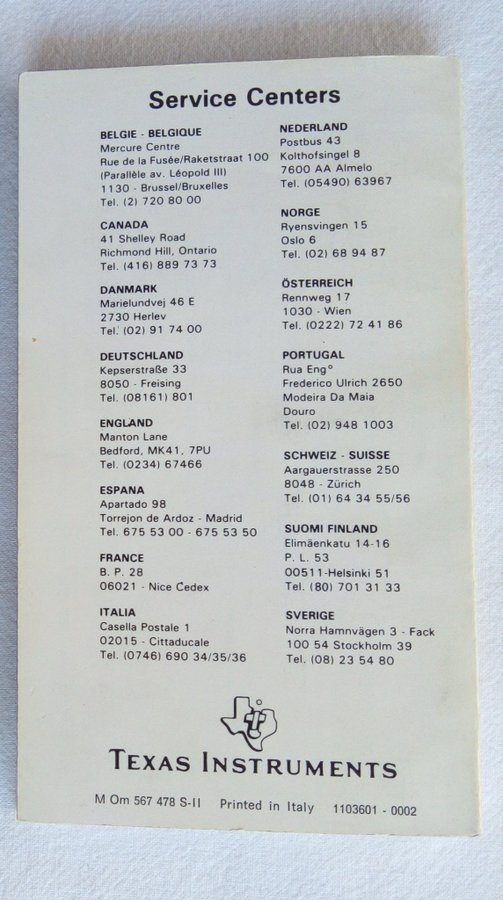 Service Centers
BELGIE - BELGIQUE
Mercure Centre
Rue de la Fusée/Raketstraat 100
(Parallèle av. Léopold III)
1130 - Brussel/Bruxelles
Tel. (2) 720 80 00
CANADA
41 Shelley Road
Richmond Hill, Ontario
Tel. (416) 889 73 73
DANMARK
Marielundvej 46 E
2730 Herlev
Tel. (02) 91 74 00
DEUTSCHLAND
Kepserstraße 33
8050 - Freising
Tel. (08161) 801
ENGLAND
Manton Lane
Bedford, MK41, 7PU
Tel. (0234) 67466
ESPANA
Apartado 98
Torrejon de Ardoz - Madrid
Tel. 675 53 00 - 675 53 50
FRANCE
B. P. 28
06021 - Nice Cedex
ITALIA
Casella Postale 1
02015 - Cittaducale
Tel. (0746) 690 34/35/36
NEDERLAND
Postbus 43
Kolthofsingel 8
7600 AA Almelo
Tel. (05490) 63967
NORGE
Ryensvingen 15
Oslo 6
Tel. (02) 68 94 87
ÖSTERREICH
Rennweg 17
1030 - Wien
Tel. (0222) 72 41 86
PORTUGAL
Rua Engº
Frederico Ulrich 2650
Modeira Da Maia
Douro
Tel. (02) 948 1003
SCHWEIZ - SUISSE
Aargauerstrasse 250
8048 - Zürich
Tel. (01) 64 34 55/56
SUOMI FINLAND
Elimäenkatu 14-16
P. L. 53
00511-Helsinki 51
Tel. (80) 701 31 33
SVERIGE
Norra Hamnvägen 3 - Fack
100 54 Stockholm 39
Tel. (08) 23 54 80
TEXAS INSTRUMENTS
M Om 567 478 S-II Printed in Italy 1103601 - 0002